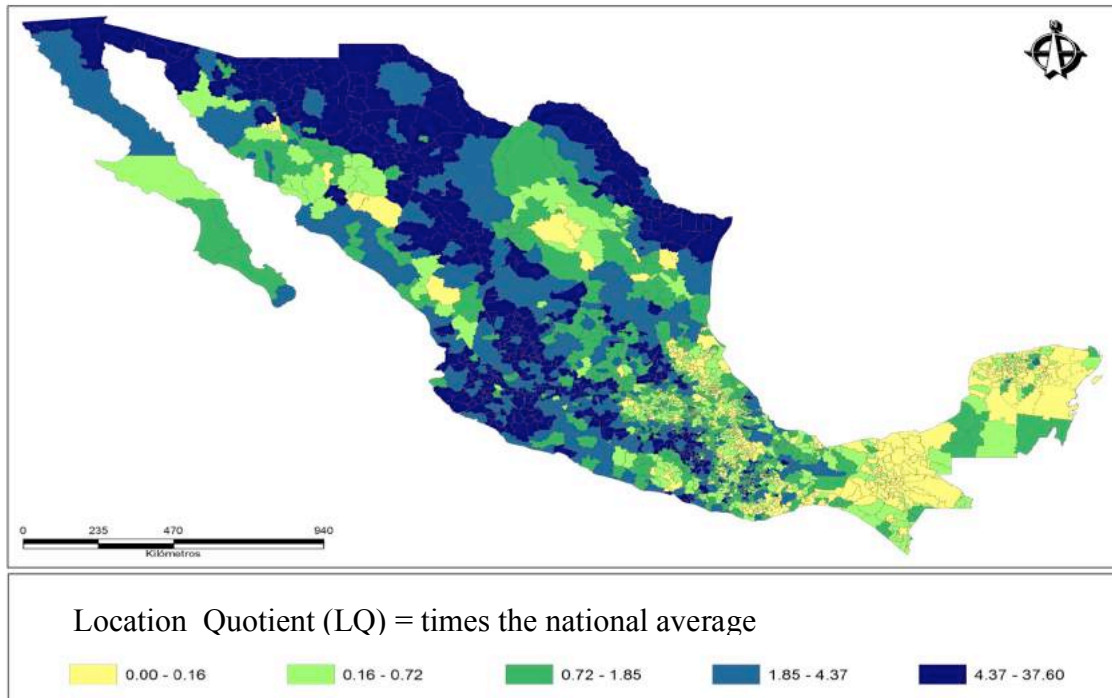 0 235 470 940
Kilómetros
Location Quotient (LQ) = times the national average
0.00 - 0.16 0.16 - 0.72 0.72 - 1.85 1.85 - 4.37 4.37 - 37.60